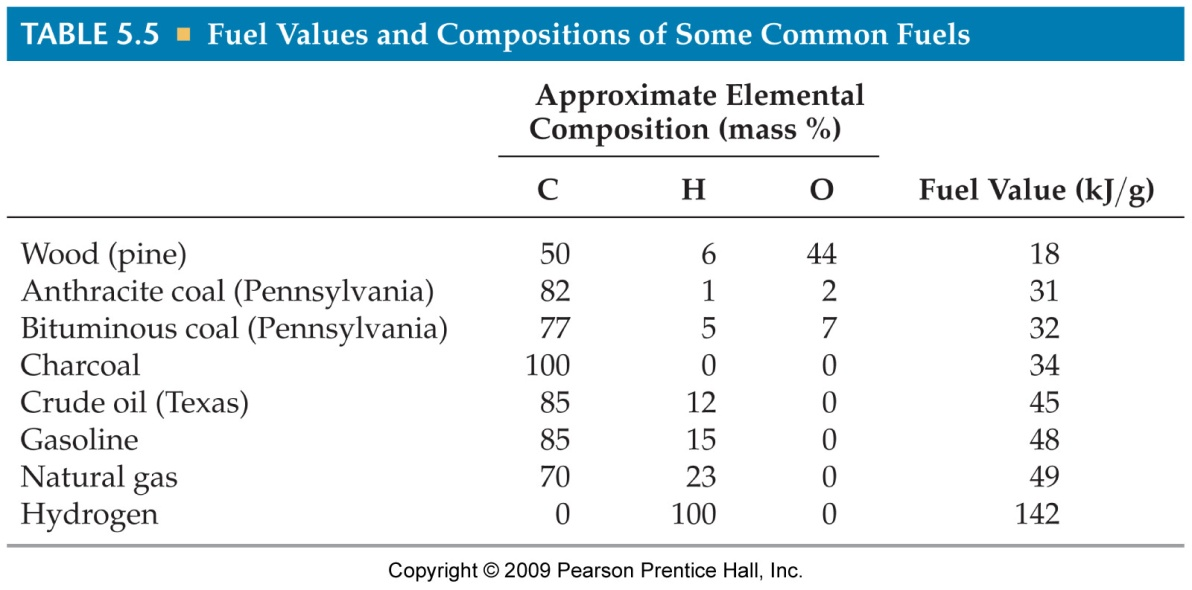 TABLE 5.5 ■ Fuel Values and Compositions of Some Common Fuels
Approximate Elemental
Composition (mass %)
C H O Fuel Value (kJ/g)
Wood (pine) 50 6 44 18
Anthracite coal (Pennsylvania) 82 1 2 31
Bituminous coal (Pennsylvania) 77 5 7 32
Charcoal 100 0 0 34
Crude oil (Texas) 85 12 0 45
Gasoline 85 15 0 48
Natural gas 70 23 0 49
Hydrogen 0 100 0 142
Copyright © 2009 Pearson Prentice Hall, Inc.